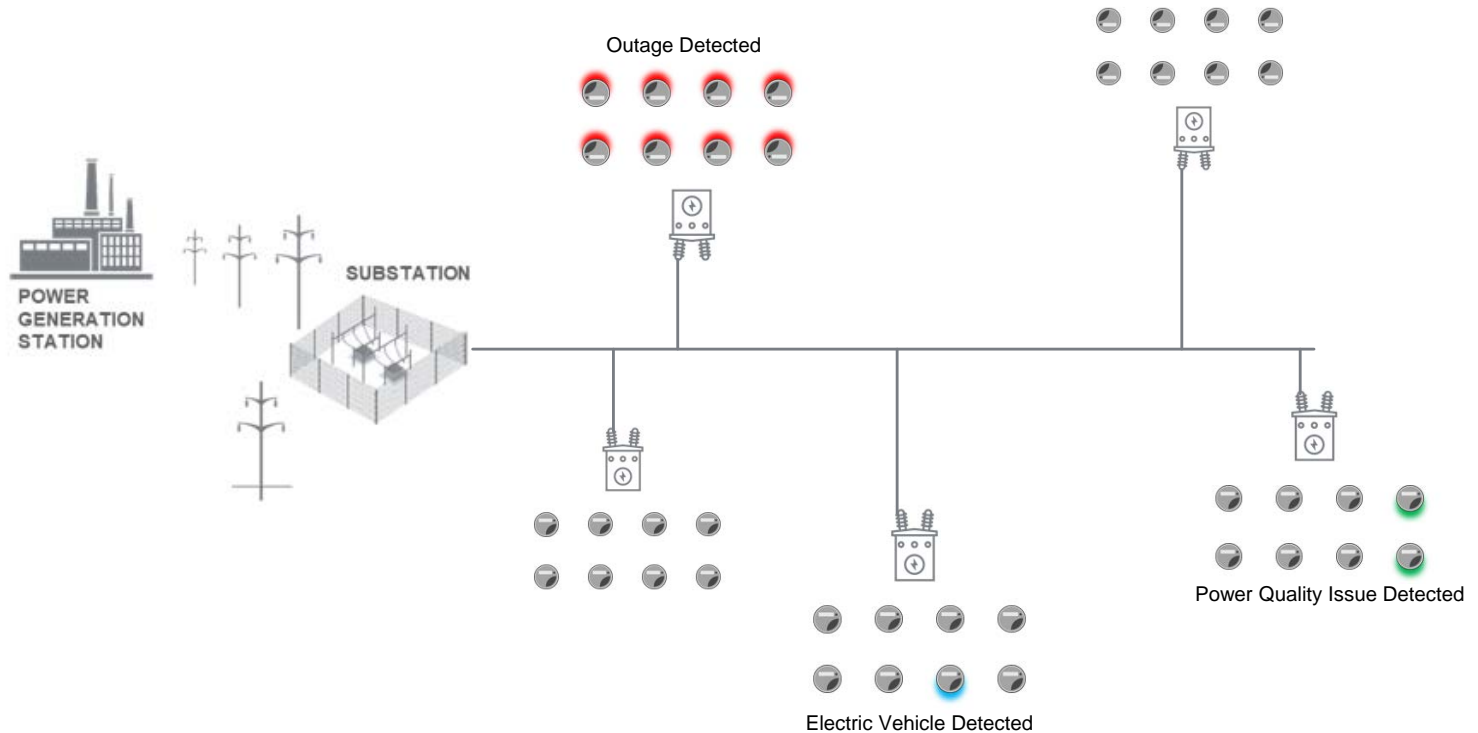 Outage Detected
POWER
GENERATION
STATION
SUBSTATION
Power Quality Issue Detected
Electric Vehicle Detected